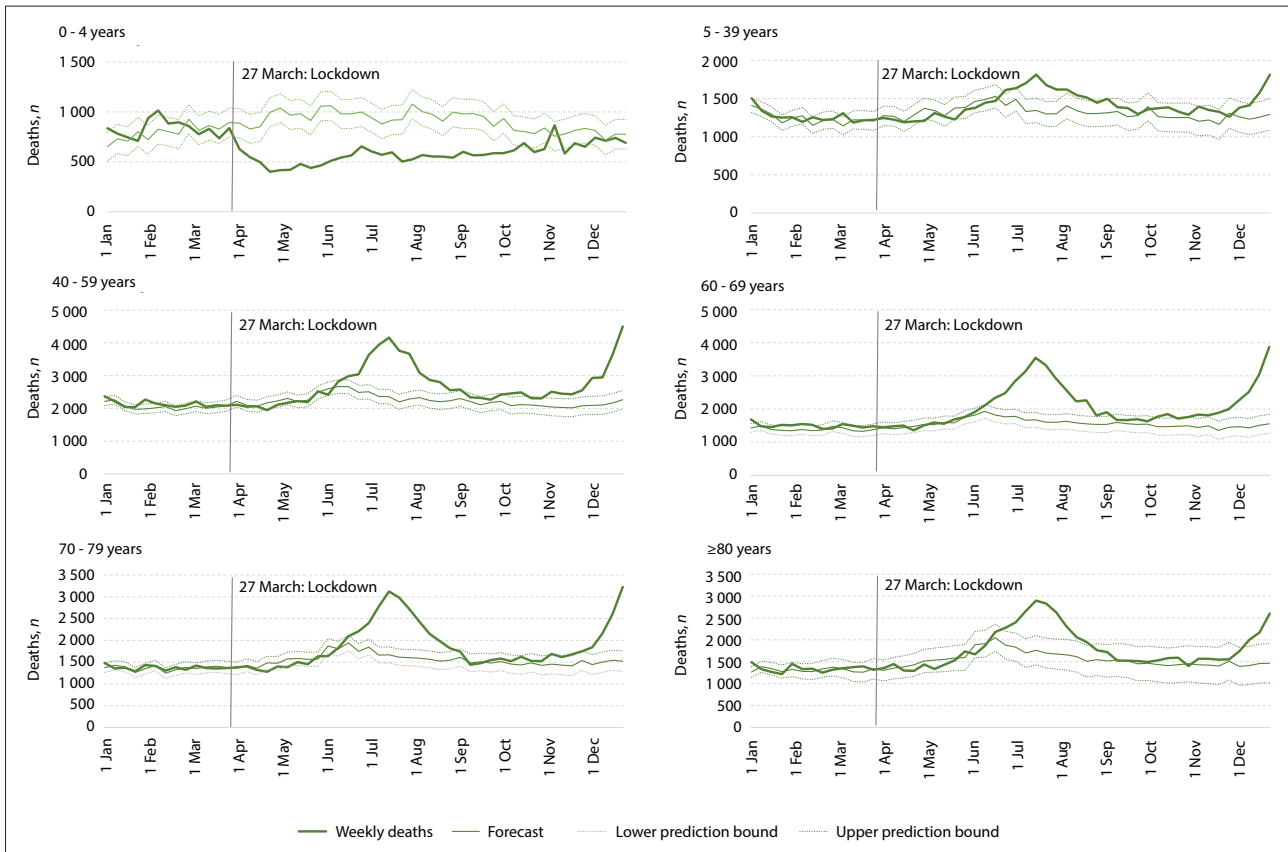 0 - 4 years
Deaths, n
1 500
1 000
500
0
27 March: Lockdown
1 Jan
1 Feb
1 Mar
1 Apr
1 May
1 Jun
1 Jul
1 Aug
1 Sep
1 Oct
1 Nov
1 Dec
5 - 39 years
Deaths, n
2 000
1 500
1 000
500
0
27 March: Lockdown
1 Jan
1 Feb
1 Mar
1 Apr
1 May
1 Jun
1 Jul
1 Aug
1 Sep
1 Oct
1 Nov
1 Dec
40 - 59 years
Deaths, n
5 000
4 000
3 000
2 000
1 000
0
27 March: Lockdown
1 Jan
1 Feb
1 Mar
1 Apr
1 May
1 Jun
1 Jul
1 Aug
1 Sep
1 Oct
1 Nov
1 Dec
60 - 69 years
Deaths, n
5 000
4 000
3 000
2 000
1 000
0
27 March: Lockdown
1 Jan
1 Feb
1 Mar
1 Apr
1 May
1 Jun
1 Jul
1 Aug
1 Sep
1 Oct
1 Nov
1 Dec
70 - 79 years
Deaths, n
3 500
3 000
2 500
2 000
1 500
1 000
500
0
27 March: Lockdown
1 Jan
1 Feb
1 Mar
1 Apr
1 May
1 Jun
1 Jul
1 Aug
1 Sep
1 Oct
1 Nov
1 Dec
≥80 years
Deaths, n
3 500
3 000
2 500
2 000
1 500
1 000
500
0
27 March: Lockdown
1 Jan
1 Feb
1 Mar
1 Apr
1 May
1 Jun
1 Jul
1 Aug
1 Sep
1 Oct
1 Nov
1 Dec
Weekly deaths
Forecast
Lower prediction bound
Upper prediction bound